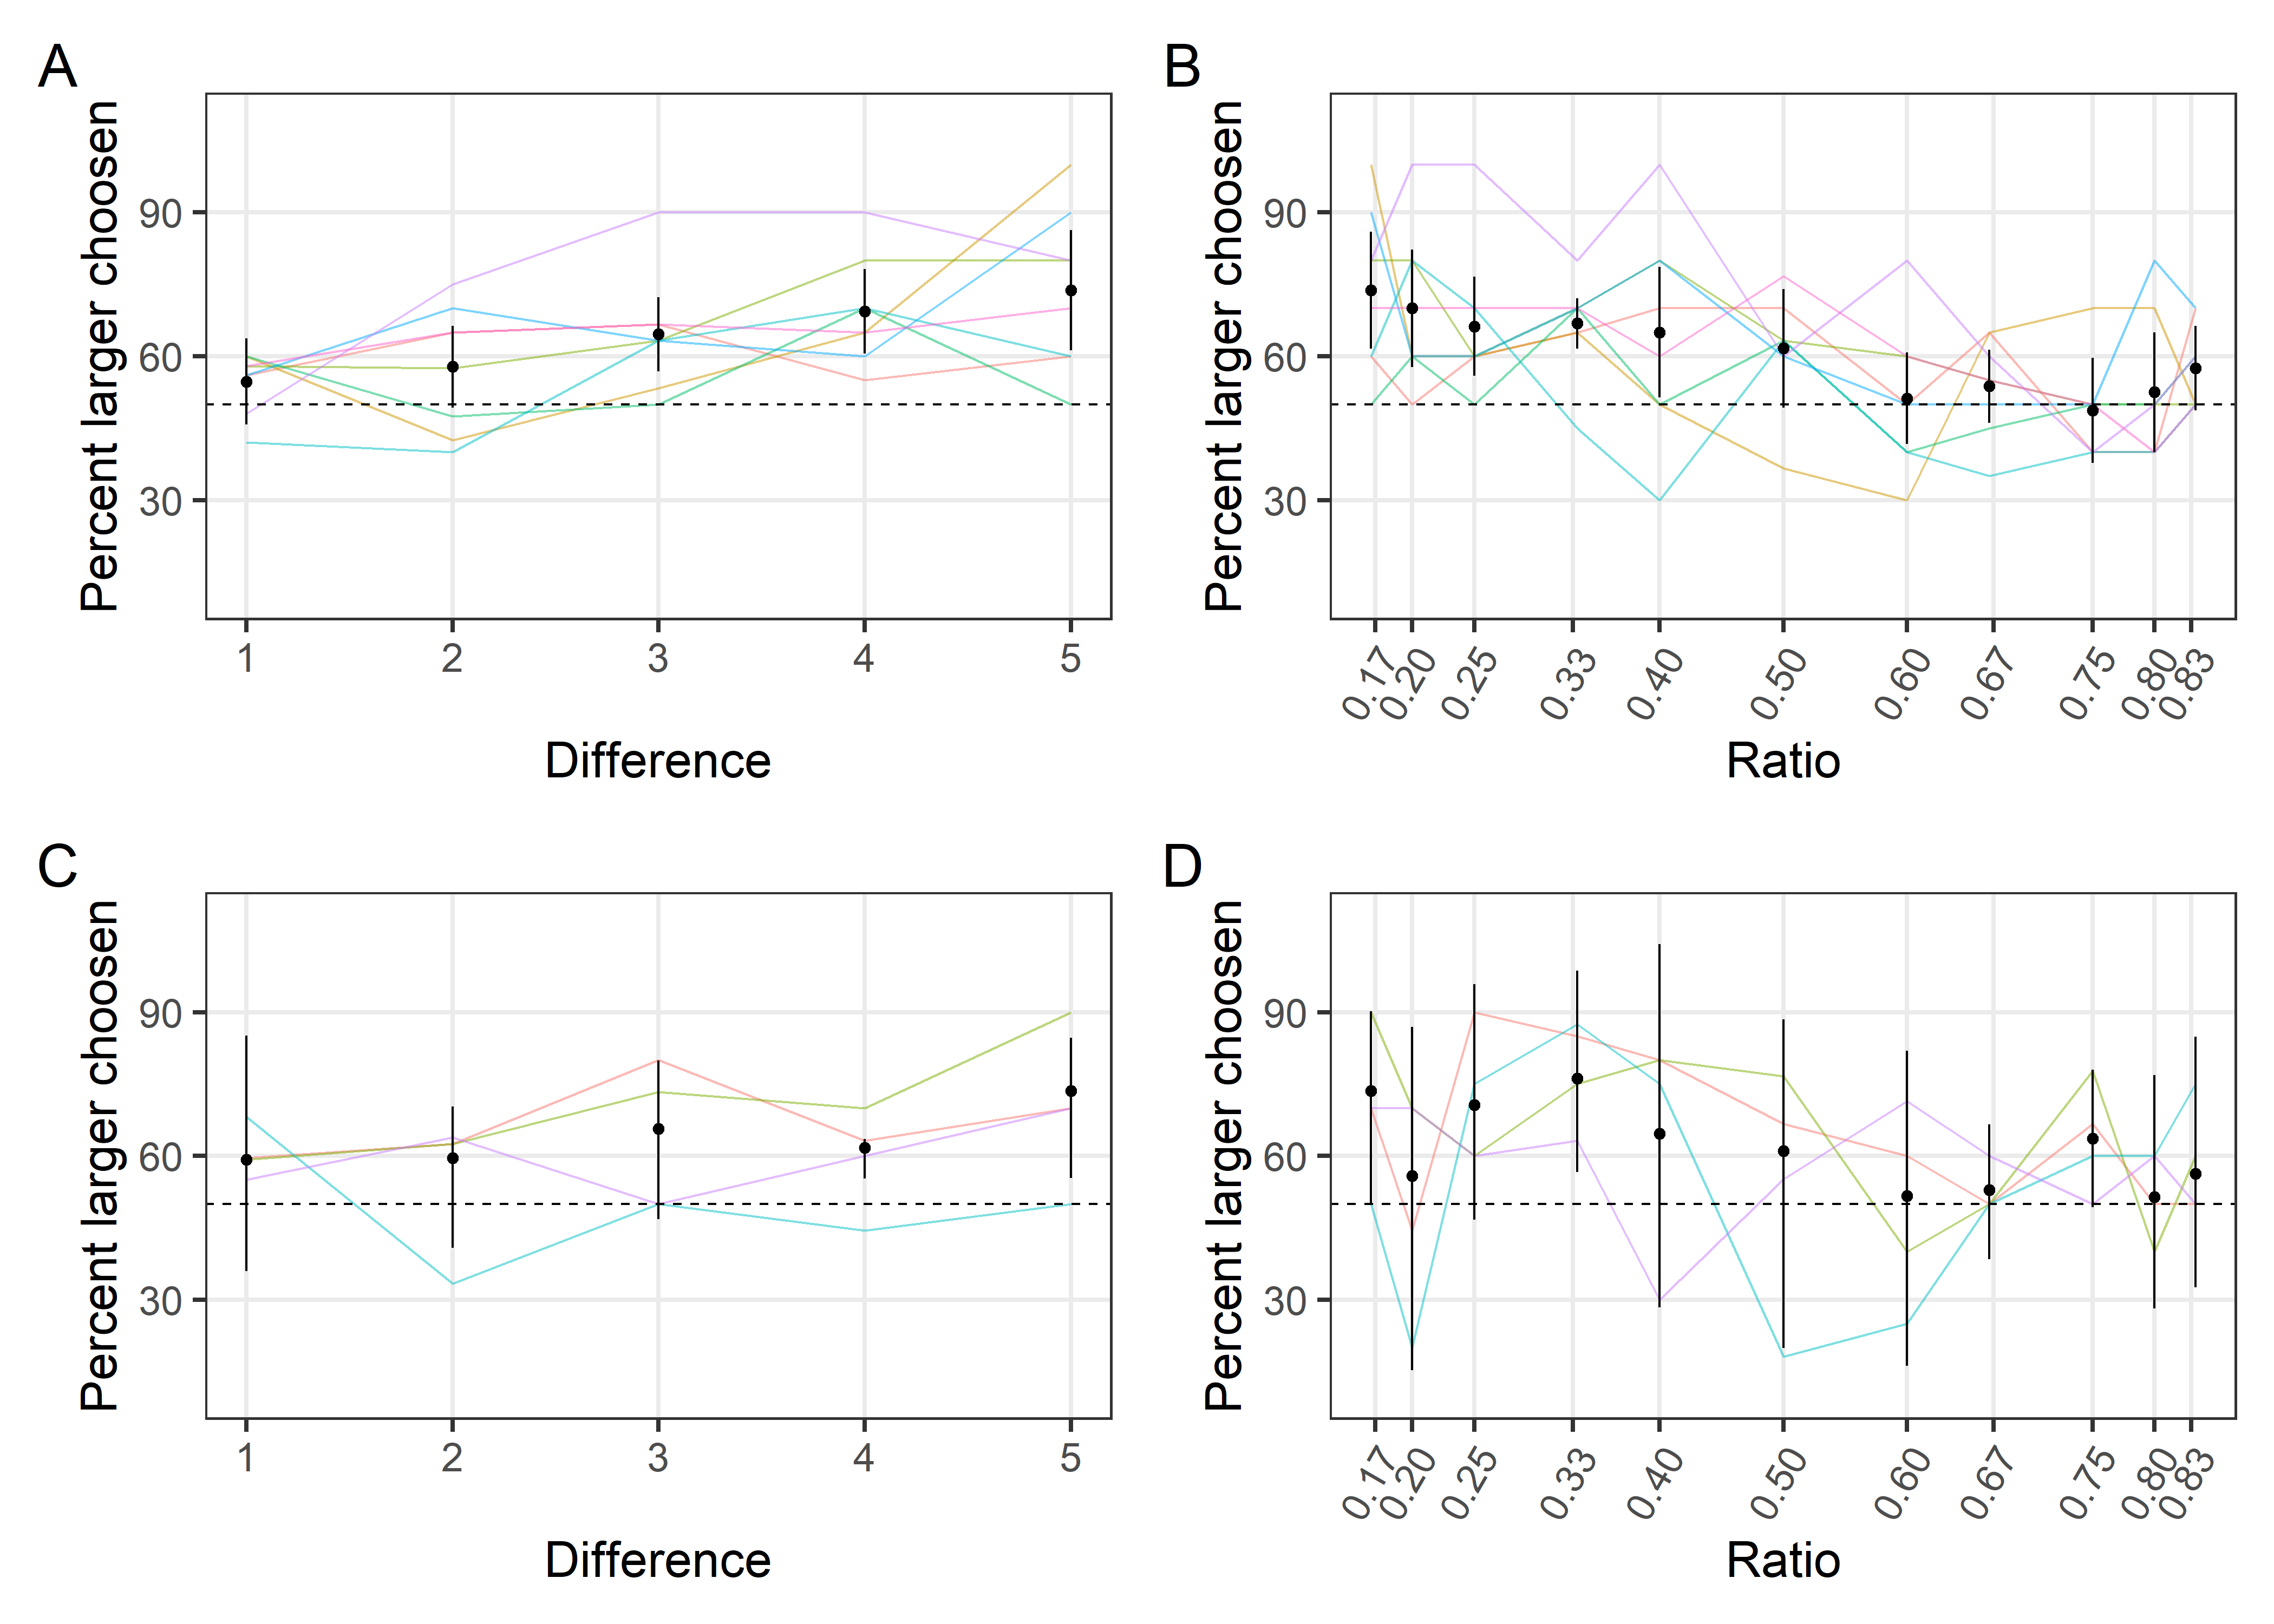 A
Percent larger choosen
90
60
30
1 2 3 4 5
Difference
B
Percent larger choosen
90
60
30
0.17 0.20 0.25 0.33 0.40 0.50 0.60 0.67 0.75 0.80 0.83
Ratio
C
Percent larger choosen
90
60
30
1 2 3 4 5
Difference
D
Percent larger choosen
90
60
30
0.17 0.20 0.25 0.33 0.40 0.50 0.60 0.67 0.75 0.80 0.83
Ratio